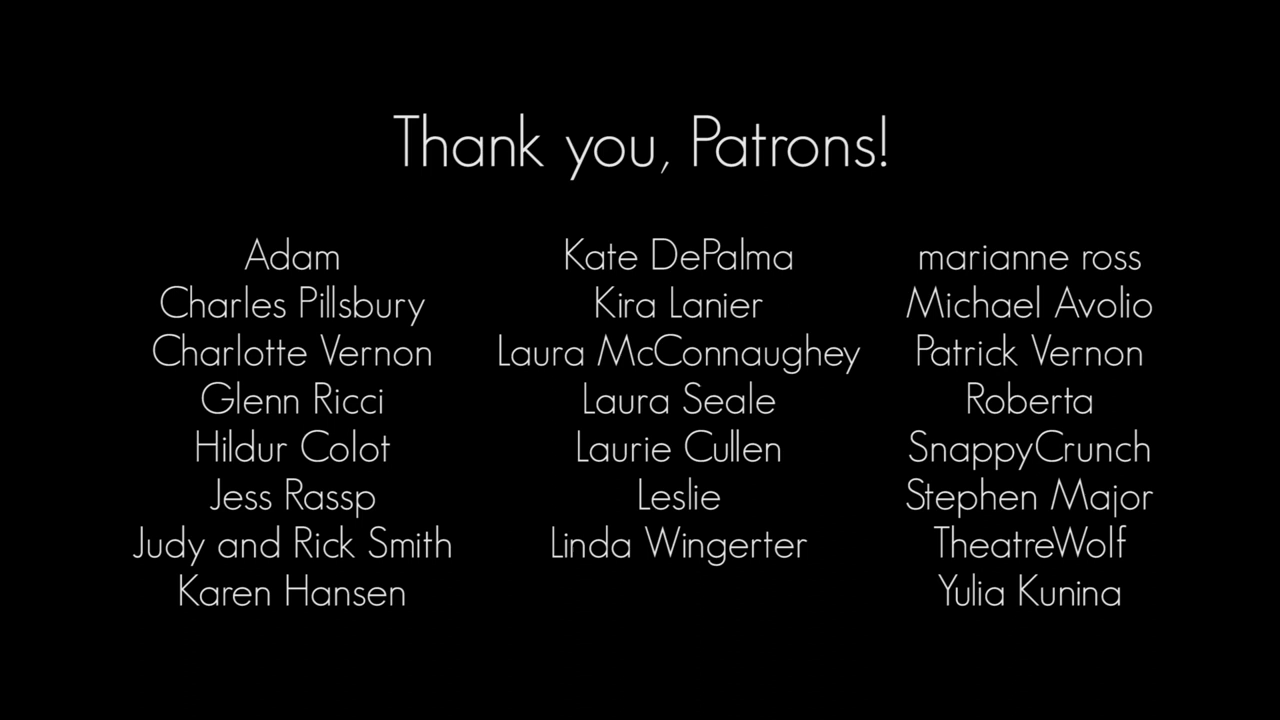 Thank you, Patrons!
Adam
Charles Pillsbury
Charlotte Vernon
Glenn Ricci
Hildur Colot
Jess Rassp
Judy and Rick Smith
Karen Hansen
Kate DePalma
Kira Lanier
Laura McConnaughey
Laura Seale
Laurie Cullen
Leslie
Linda Wingerter
marianne ross
Michael Avolio
Patrick Vernon
Roberta
SnappyCrunch
Stephen Major
TheatreWolf
Yulia Kunina